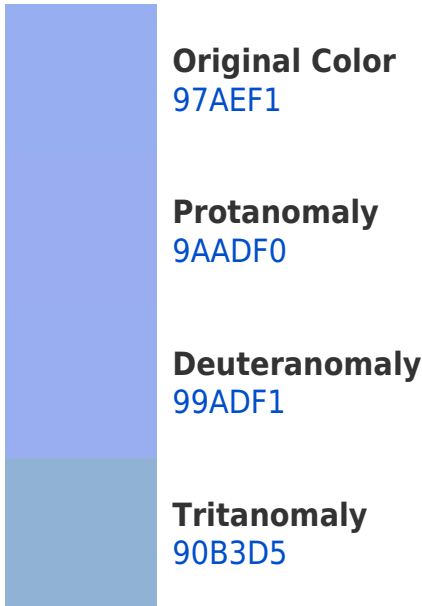 Original Color
97AEF1
Protanomaly
9AADF0
Deuteranomaly
99ADF1
Tritanomaly
90B3D5